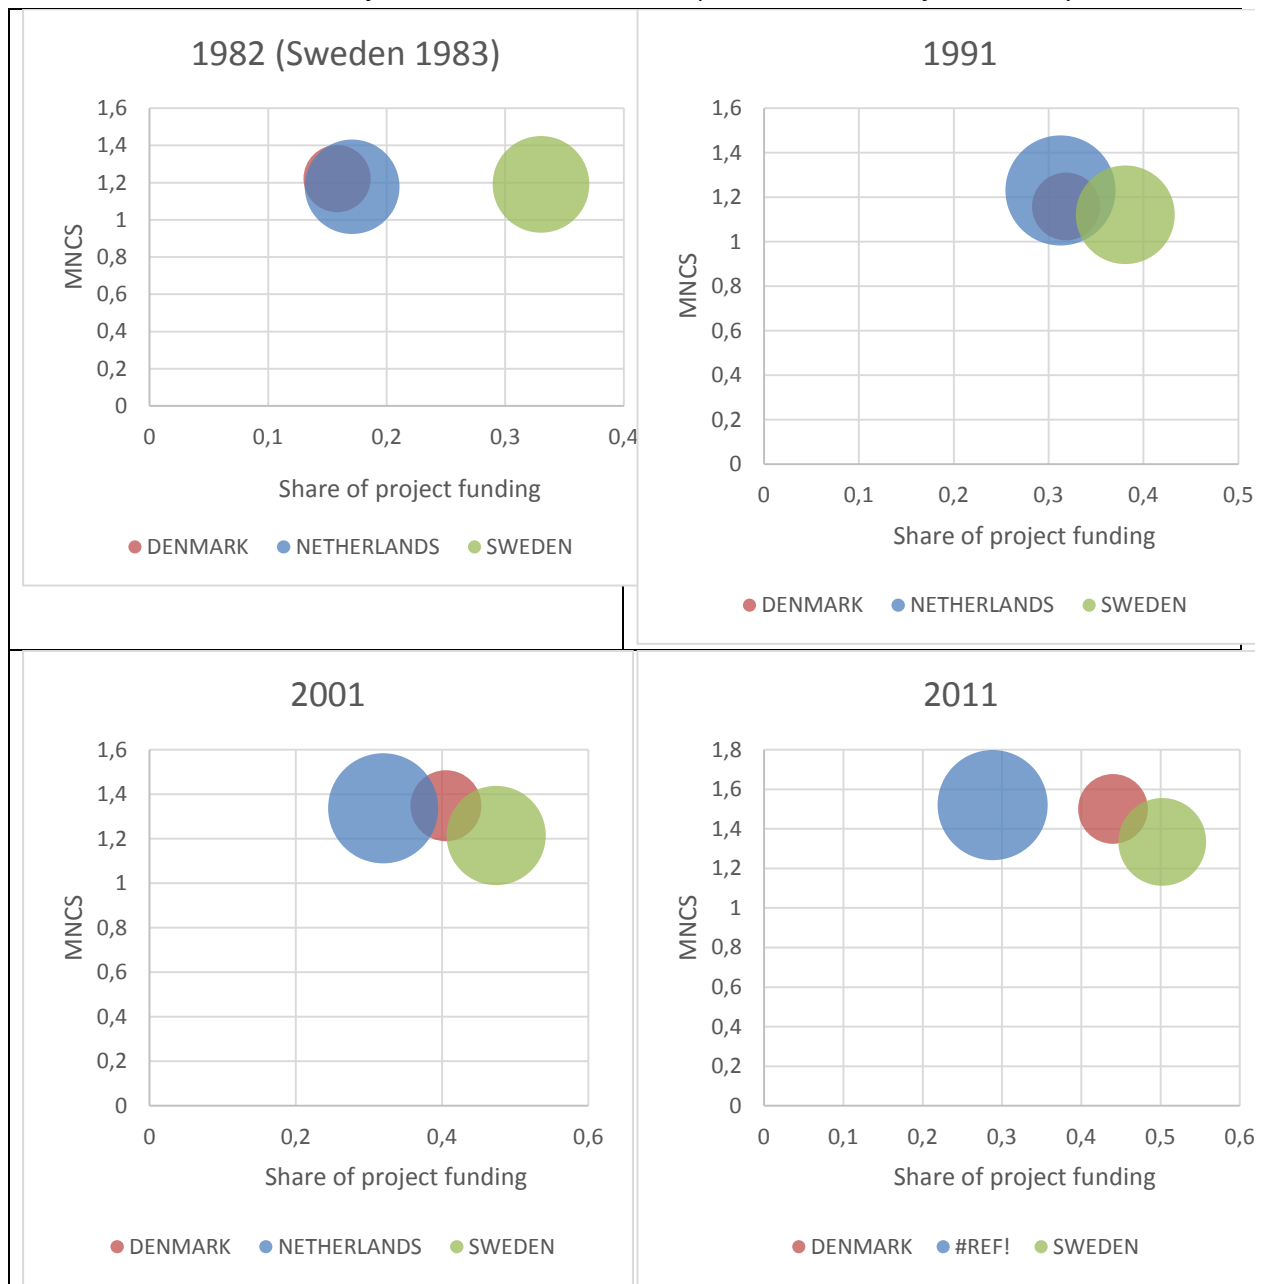 1982 (Sweden 1983)
1,6
1,4
1,2
1
0,8
0,6
0,4
0,2
0
MNCS
0 0,1 0,2 0,3 0,4
Share of project funding
DENMARK NETHERLANDS SWEDEN
1991
1,6
1,4
1,2
1
0,8
0,6
0,4
0,2
0
MNCS
0 0,1 0,2 0,3 0,4 0,5
Share of project funding
DENMARK NETHERLANDS SWEDEN
2001
1,6
1,4
1,2
1
0,8
0,6
0,4
0,2
0
MNCS
0 0,2 0,4 0,6
Share of project funding
DENMARK NETHERLANDS SWEDEN
2011
1,8
1,6
1,4
1,2
1
0,8
0,6
0,4
0,2
0
MNCS
0 0,1 0,2 0,3 0,4 0,5 0,6
Share of project funding
DENMARK #REF! SWEDEN